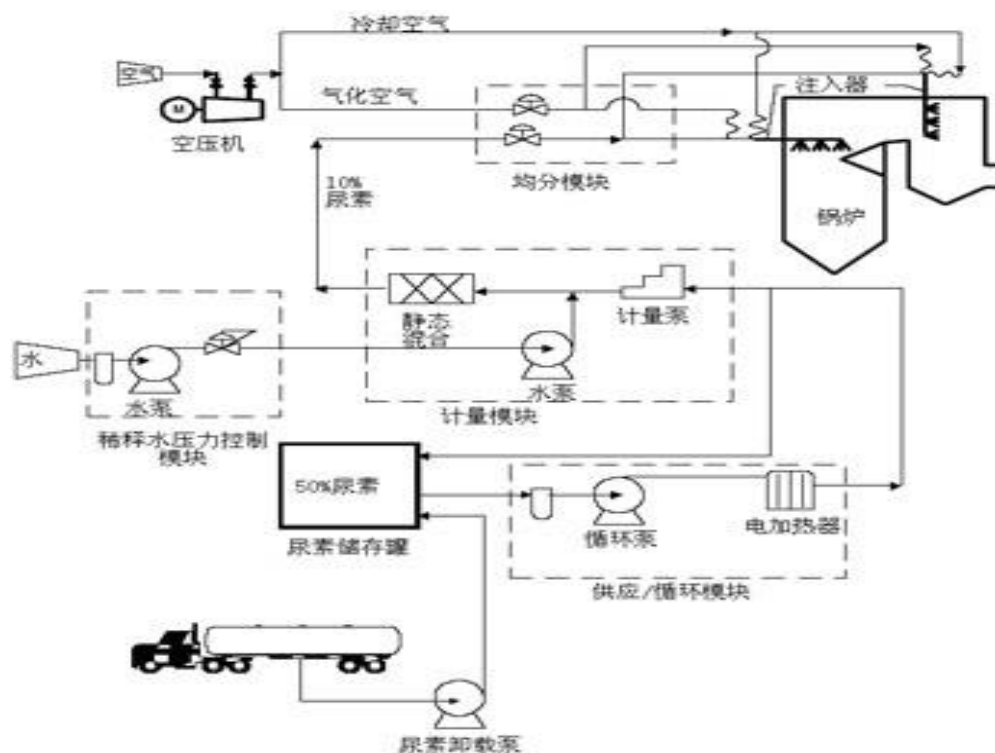 冷却空气
空气
M
空压机
气化空气
注入器
均分模块
10%
尿素
锅炉
静态
混合
计量泵
水
水泵
水泵
计量模块
稀释水压力控制
模块
50%尿素
尿素储存罐
循环泵
电加热器
供应/循环模块
尿素卸载泵